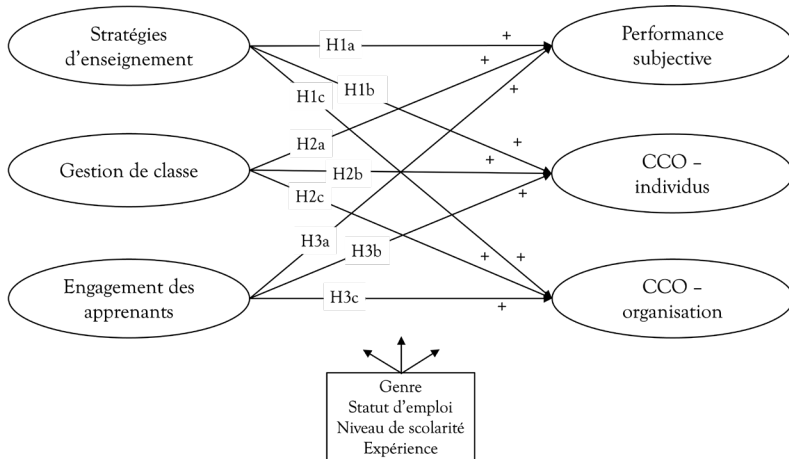 Stratégies
d'enseignement
H1a
+
Performance
subjective
+
H1c
H1b
+
H2a
+
Gestion de classe
H2b
+
CCO –
individus
H2c
+
H3a
H3b
+
+
Engagement des
apprenants
H3c
+
CCO –
organisation
Genre
Statut d'emploi
Niveau de scolarité
Expérience